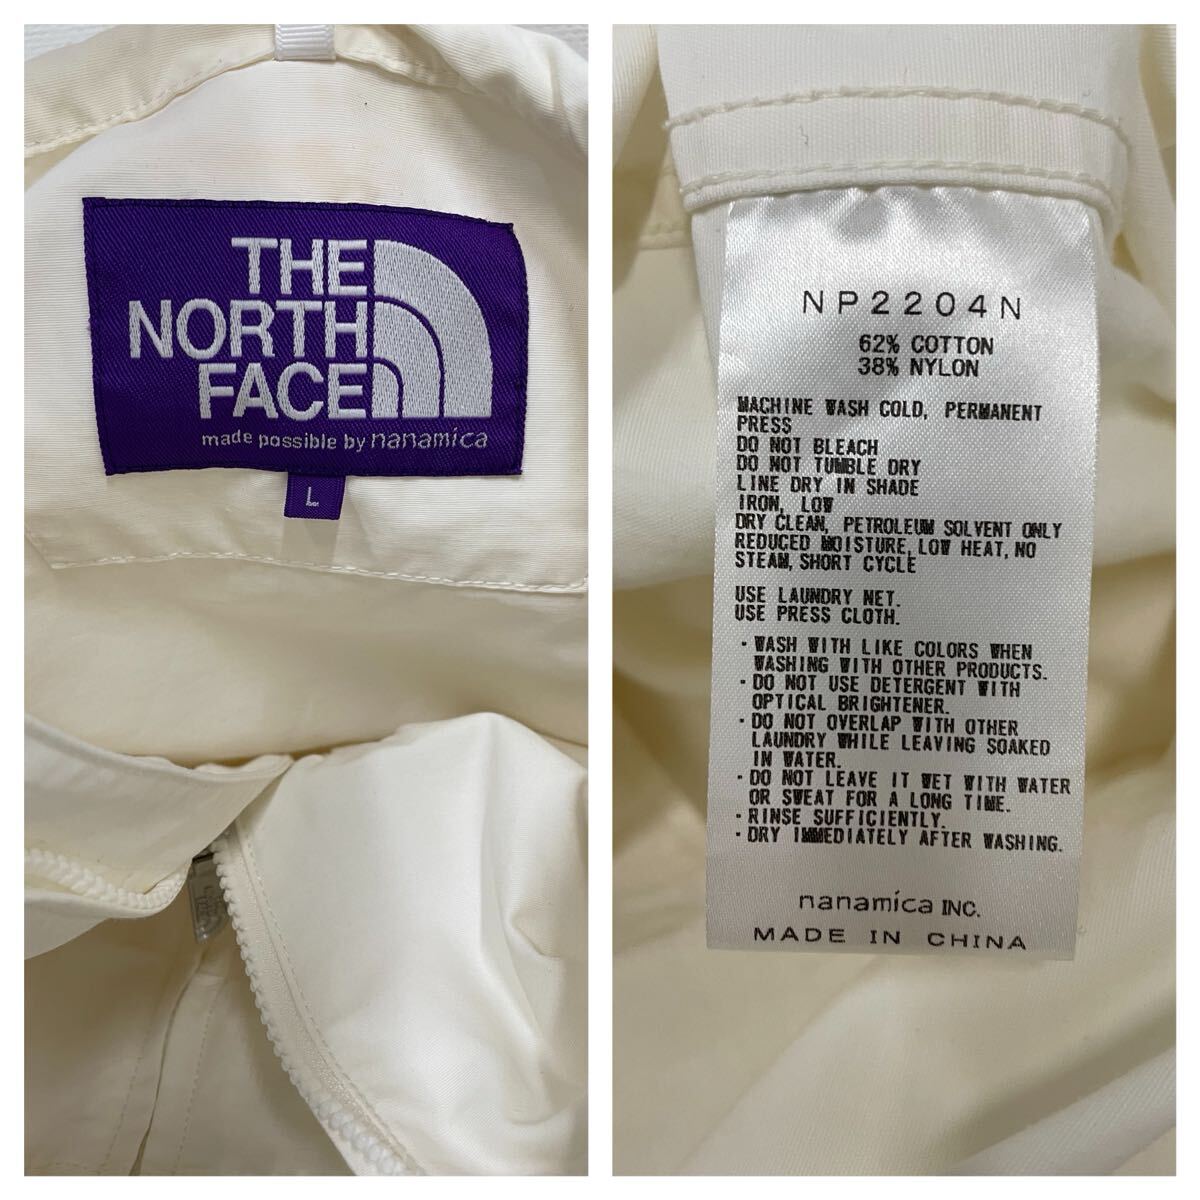 THE
NORTH
FACE
made possible by nanamica
L
NP2204N
62% COTTON
38% NYLON
MACHINE WASH COLD, PERMANENT
PRESS
DO NOT BLEACH
DO NOT TUMBLE DRY
LINE DRY IN SHADE
IRON, LOW
DRY CLEAN, PETROLEUM SOLVENT ONLY
REDUCED MOISTURE, LOW HEAT, NO
STEAM, SHORT CYCLE
USE LAUNDRY NET.
USE PRESS CLOTH.
・WASH WITH LIKE COLORS WHEN
WASHING WITH OTHER PRODUCTS.
・DO NOT USE DETERGENT WITH
OPTICAL BRIGHTENER.
・DO NOT OVERLAP WITH OTHER
LAUNDRY WHILE LEAVING SOAKED
IN WATER.
・DO NOT LEAVE IT WET WITH WATER
OR SWEAT FOR A LONG TIME.
・RINSE SUFFICIENTLY.
・DRY IMMEDIATELY AFTER WASHING.
nanamica INC.
MADE IN CHINA